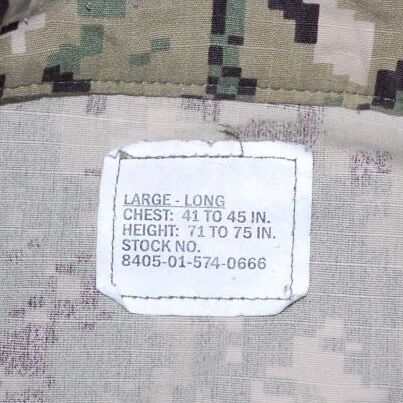 LARGE - LONG
CHEST: 41 TO 45 IN.
HEIGHT: 71 TO 75 IN.
STOCK NO.
8405-01-574-0666